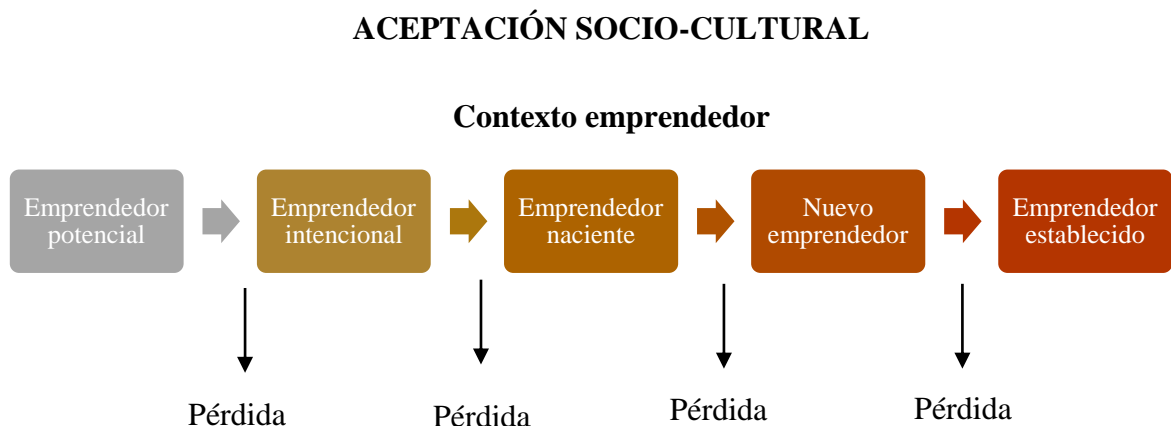 ACEPTACIÓN SOCIO-CULTURAL
Contexto emprendedor
Emprendedor
potencial
Emprendedor
intencional
Emprendedor
naciente
Nuevo
emprendedor
Emprendedor
establecido
Pérdida
Pérdida
Pérdida
Pérdida